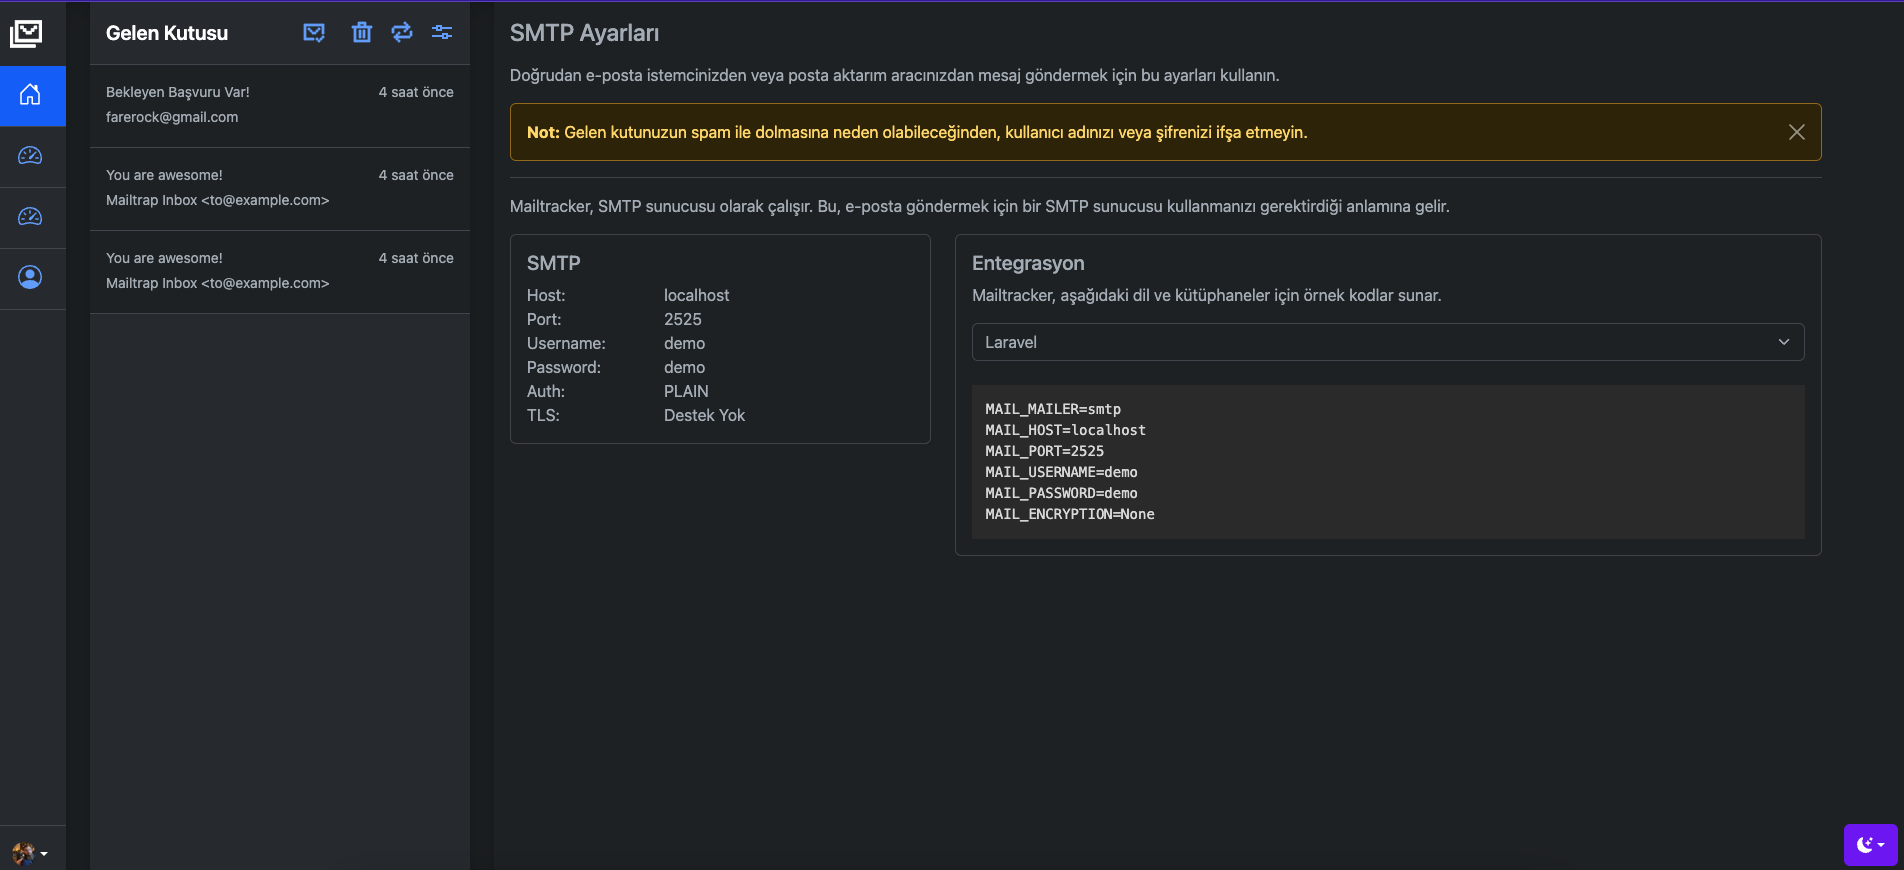 Gelen Kutusu
Bekleyen Başvuru Var! 4 saat önce
farerock@gmail.com
You are awesome! 4 saat önce
Mailtrap Inbox <to@example.com>
You are awesome! 4 saat önce
Mailtrap Inbox <to@example.com>
SMTP Ayarları
Doğrudan e-posta istemcinizden veya posta aktarım aracınızdan mesaj göndermek için bu ayarları kullanın.
Not: Gelen kutunuzun spam ile dolmasına neden olabileceğinden, kullanıcı adınızı veya şifrenizi ifşa etmeyin.
Mailtracker, SMTP sunucusu olarak çalışır. Bu, e-posta göndermek için bir SMTP sunucusu kullanmanızı gerektirdiği anlamına gelir.
SMTP
Host: localhost
Port: 2525
Username: demo
Password: demo
Auth: PLAIN
TLS: Destek Yok
Entegrasyon
Mailtracker, aşağıdaki dil ve kütüphaneler için örnek kodlar sunar.
Laravel
MAIL_MAILER=smtp
MAIL_HOST=localhost
MAIL_PORT=2525
MAIL_USERNAME=demo
MAIL_PASSWORD=demo
MAIL_ENCRYPTION=None